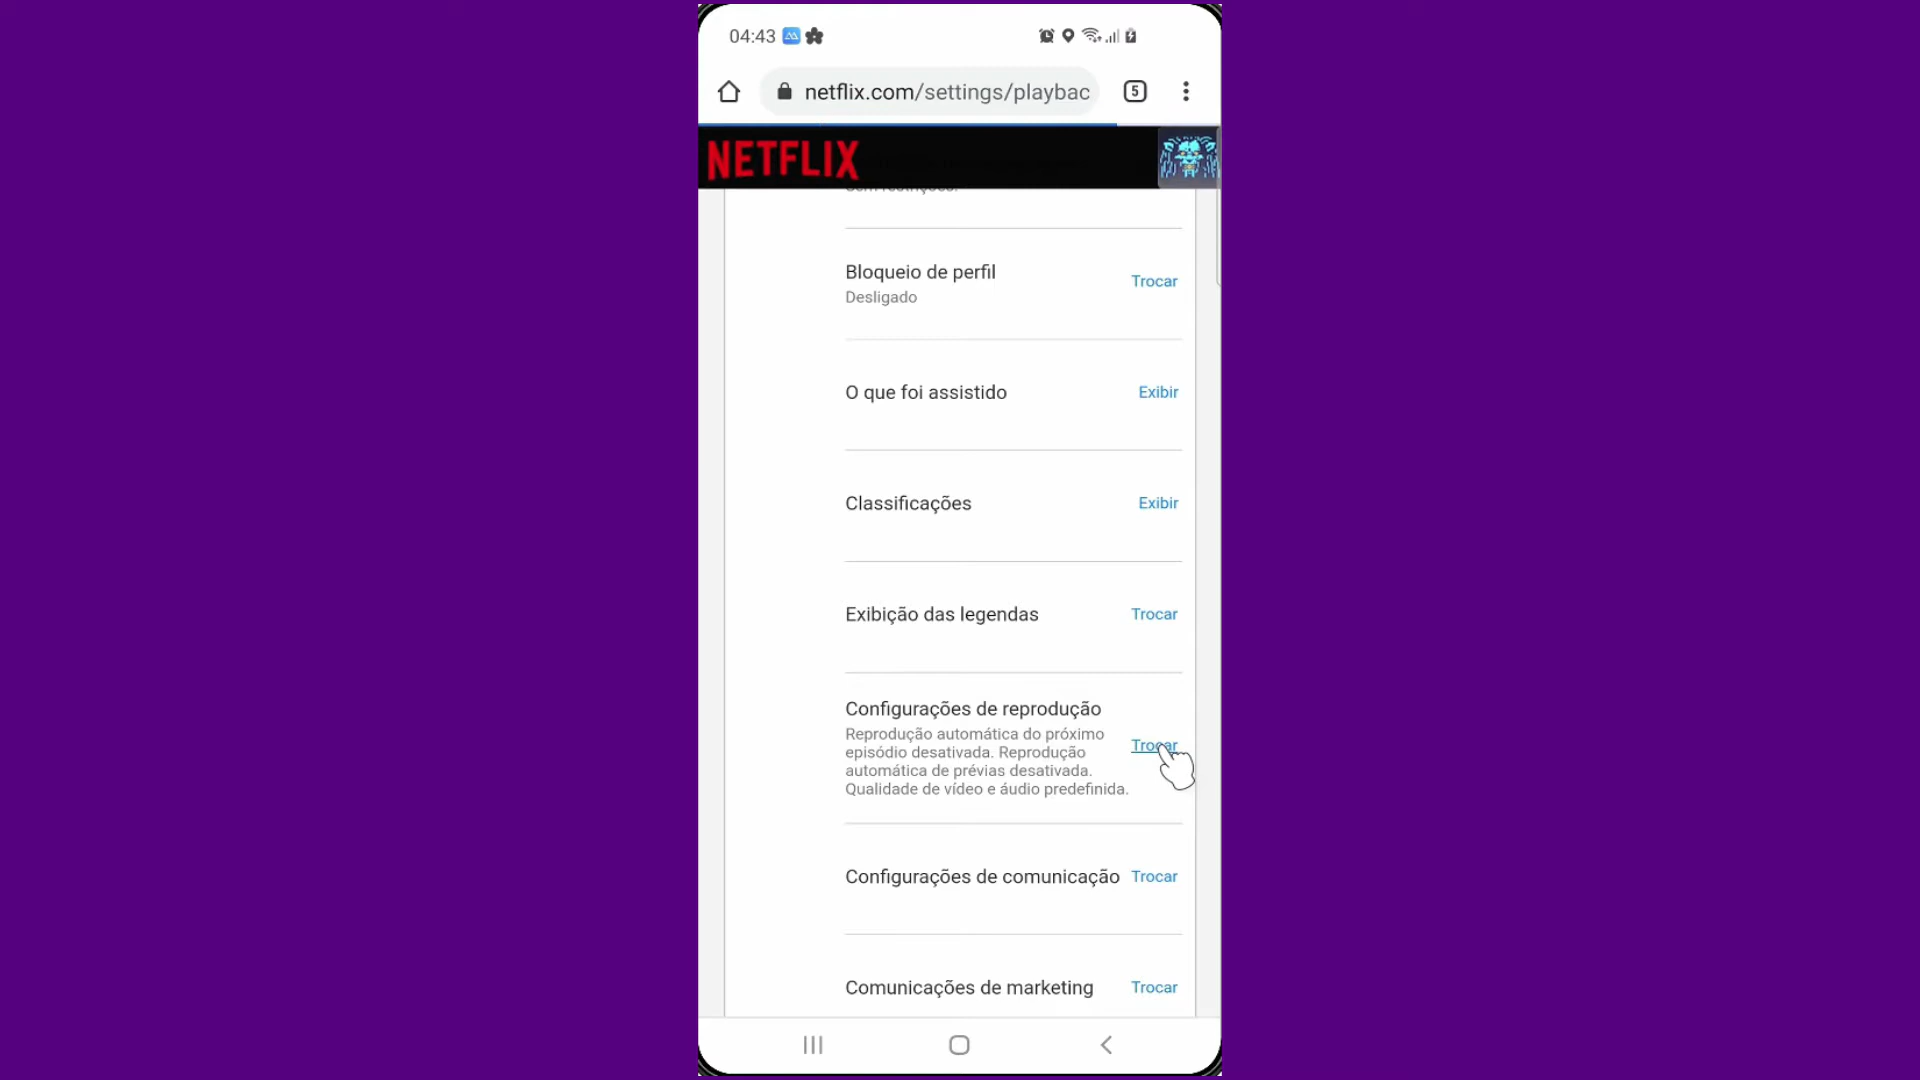 04:43
netflix.com/settings/playbac
5
NETFLIX
Bloqueio de perfil
Trocar
Desligado
O que foi assistido
Exibir
Classificações
Exibir
Exibição das legendas
Trocar
Configurações de reprodução
Reprodução automática do próximo
episódio desativada. Reprodução
Trocar
automática de prévias desativada.
Qualidade de vídeo e áudio predefinida.
Configurações de comunicação
Trocar
Comunicações de marketing
Trocar